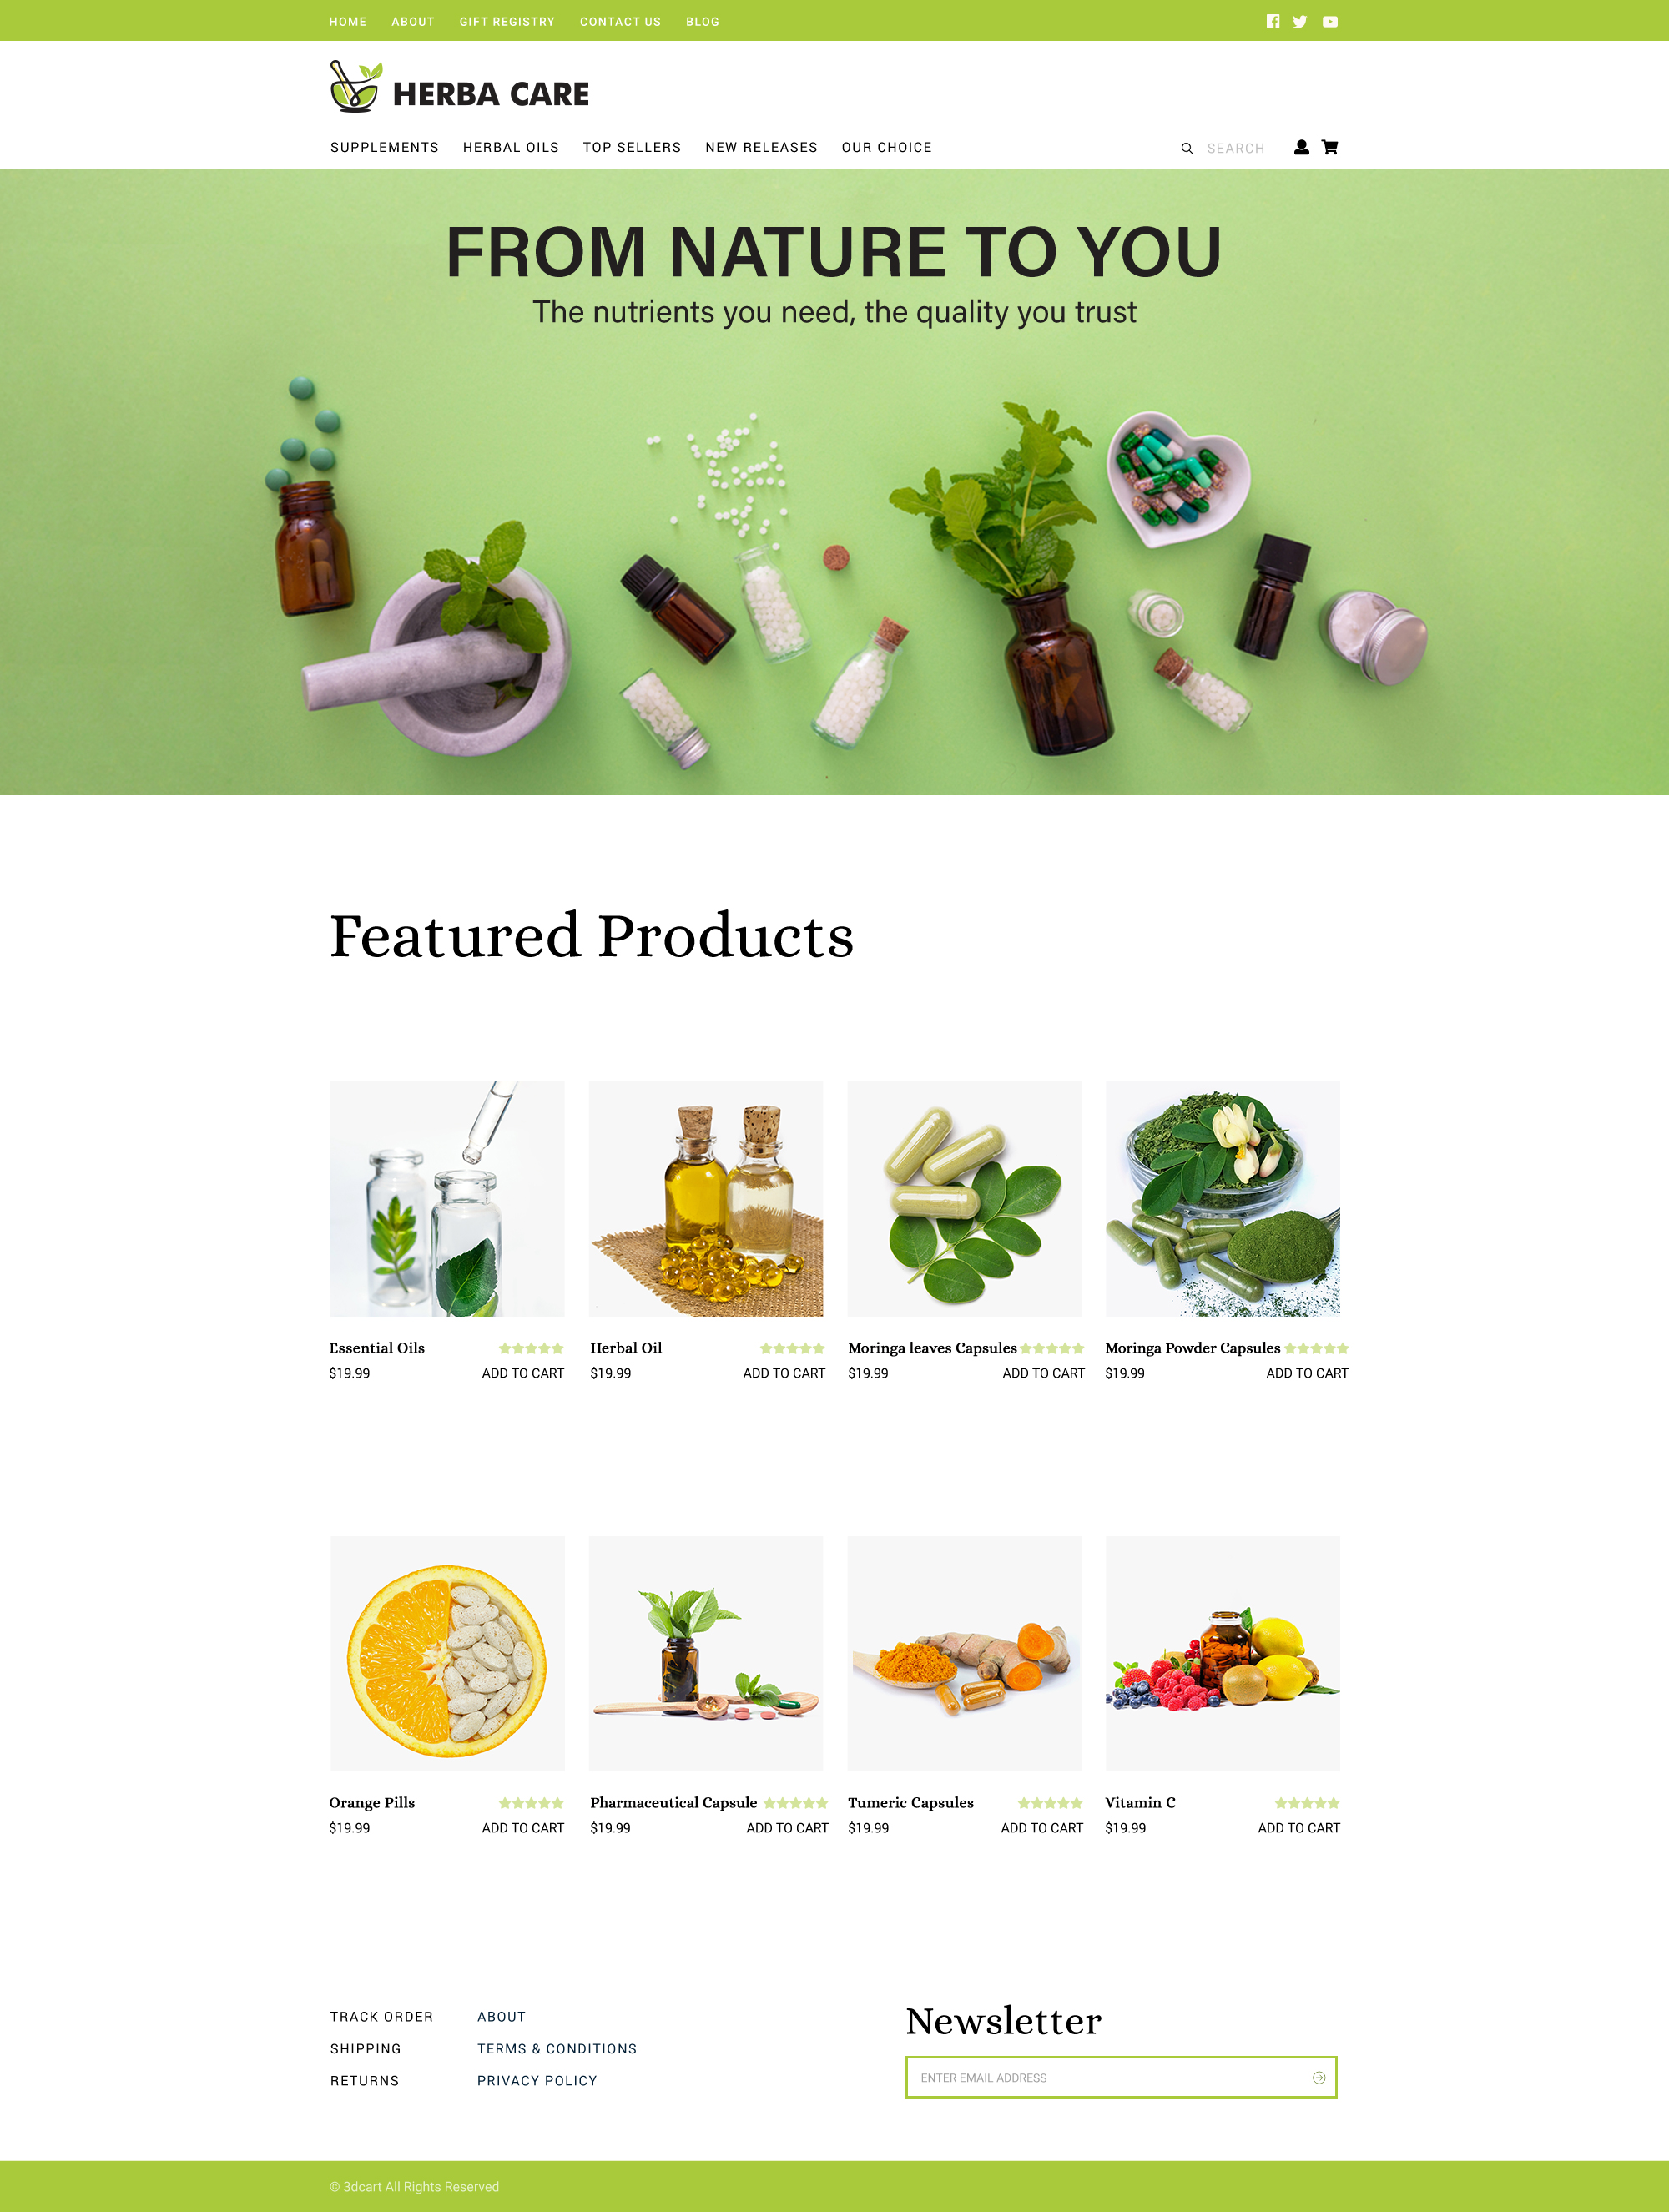 HOME ABOUT GIFT REGISTRY CONTACT US BLOG
HERBA CARE
SUPPLEMENTS HERBAL OILS TOP SELLERS NEW RELEASES OUR CHOICE SEARCH
FROM NATURE TO YOU
The nutrients you need, the quality you trust
Featured Products
Essential Oils
$19.99 ADD TO CART
Herbal Oil
$19.99 ADD TO CART
Moringa leaves Capsules
$19.99 ADD TO CART
Moringa Powder Capsules
$19.99 ADD TO CART
Orange Pills
$19.99 ADD TO CART
Pharmaceutical Capsule
$19.99 ADD TO CART
Tumeric Capsules
$19.99 ADD TO CART
Vitamin C
$19.99 ADD TO CART
TRACK ORDER
SHIPPING
RETURNS
ABOUT
TERMS & CONDITIONS
PRIVACY POLICY
Newsletter
ENTER EMAIL ADDRESS
© 3dcart All Rights Reserved